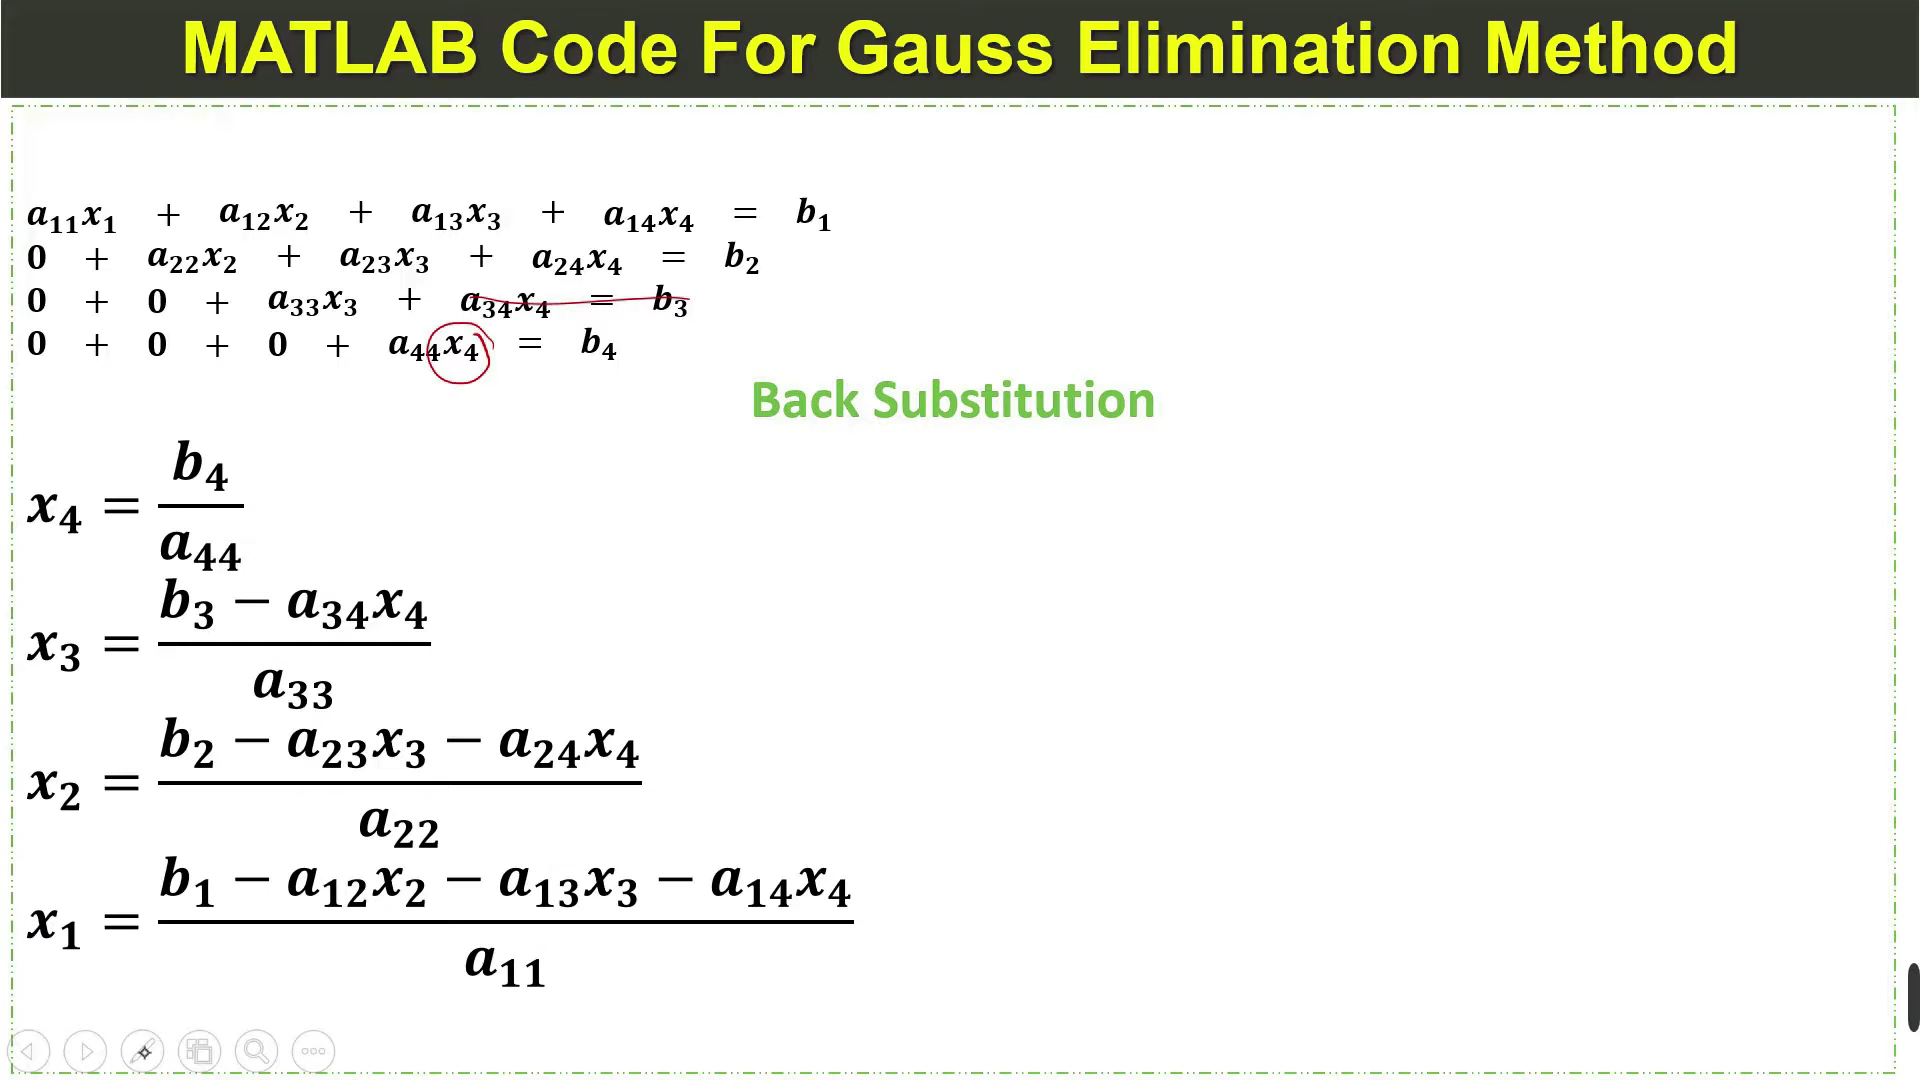 MATLAB Code For Gauss Elimination Method
a₁₁x₁ + a₁₂x₂ + a₁₃x₃ + a₁₄x₄ = b₁
0 + a₂₂x₂ + a₂₃x₃ + a₂₄x₄ = b₂
0 + 0 + a₃₃x₃ + a₃₄x₄ = b₃
0 + 0 + 0 + a₄₄x₄ = b₄
Back Substitution
x₄ = b₄ / a₄₄
x₃ = (b₃ − a₃₄x₄) / a₃₃
x₂ = (b₂ − a₂₃x₃ − a₂₄x₄) / a₂₂
x₁ = (b₁ − a₁₂x₂ − a₁₃x₃ − a₁₄x₄) / a₁₁